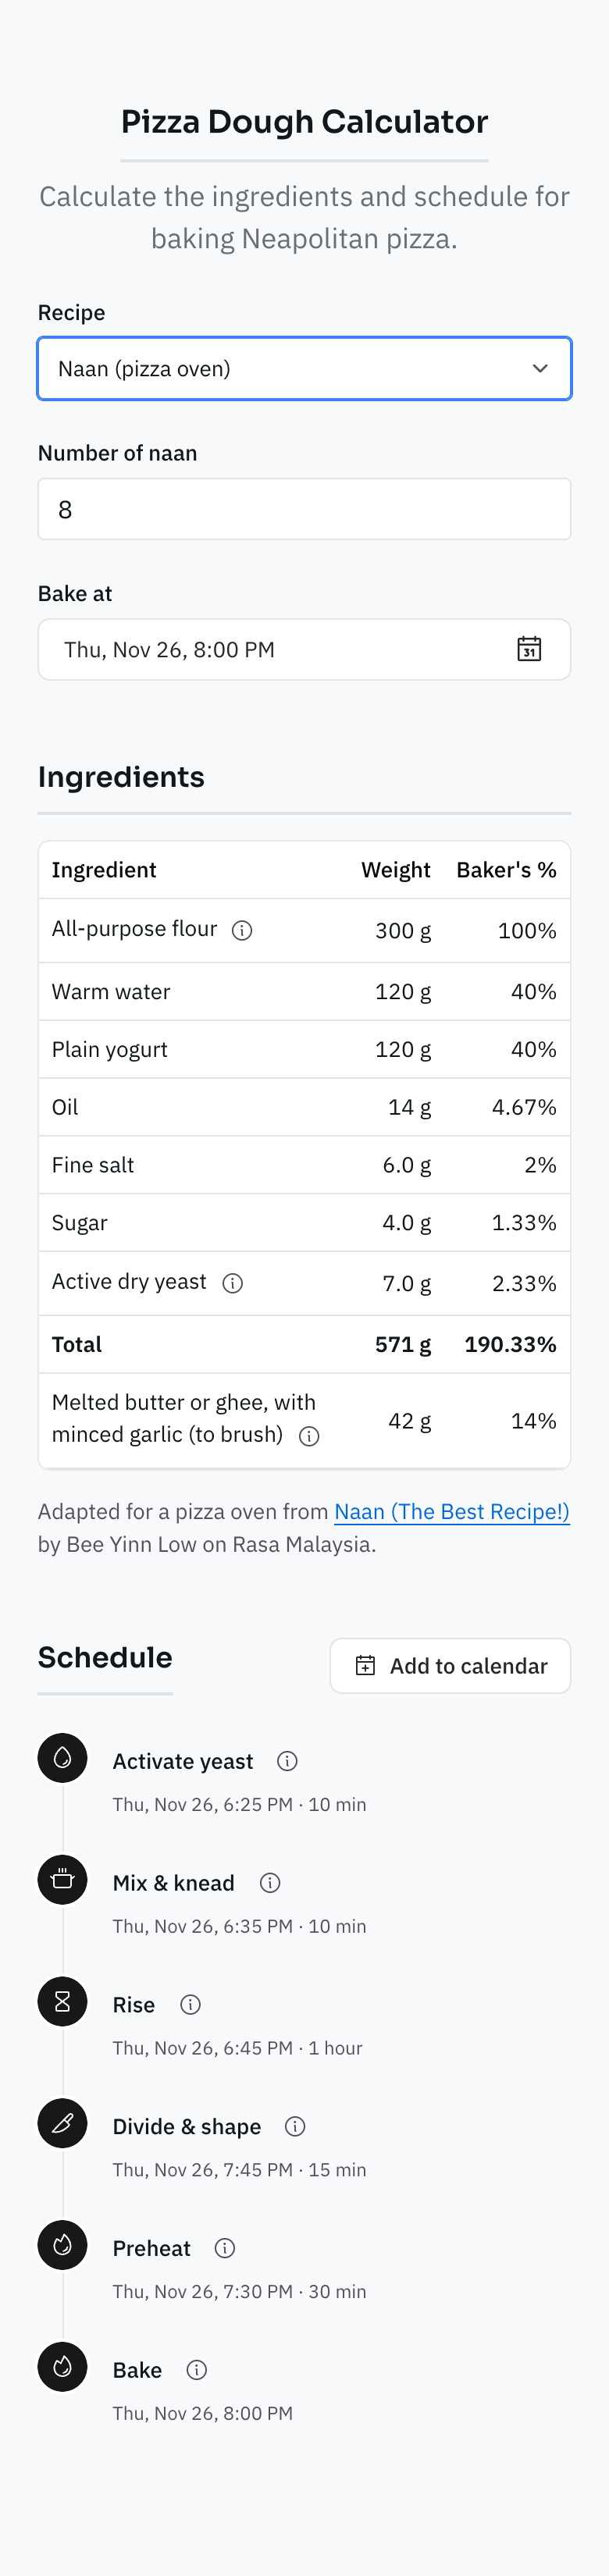 Pizza Dough Calculator
Calculate the ingredients and schedule for
baking Neapolitan pizza.
Recipe
Naan (pizza oven)
Number of naan
8
Bake at
Thu, Nov 26, 8:00 PM
31
Ingredients
Ingredient Weight Baker's %
All-purpose flour 300 g 100%
Warm water 120 g 40%
Plain yogurt 120 g 40%
Oil 14 g 4.67%
Fine salt 6.0 g 2%
Sugar 4.0 g 1.33%
Active dry yeast 7.0 g 2.33%
Total 571 g 190.33%
Melted butter or ghee, with
minced garlic (to brush) 42 g 14%
Adapted for a pizza oven from Naan (The Best Recipe!)
by Bee Yinn Low on Rasa Malaysia.
Schedule
Add to calendar
Activate yeast
Thu, Nov 26, 6:25 PM · 10 min
Mix & knead
Thu, Nov 26, 6:35 PM · 10 min
Rise
Thu, Nov 26, 6:45 PM · 1 hour
Divide & shape
Thu, Nov 26, 7:45 PM · 15 min
Preheat
Thu, Nov 26, 7:30 PM · 30 min
Bake
Thu, Nov 26, 8:00 PM